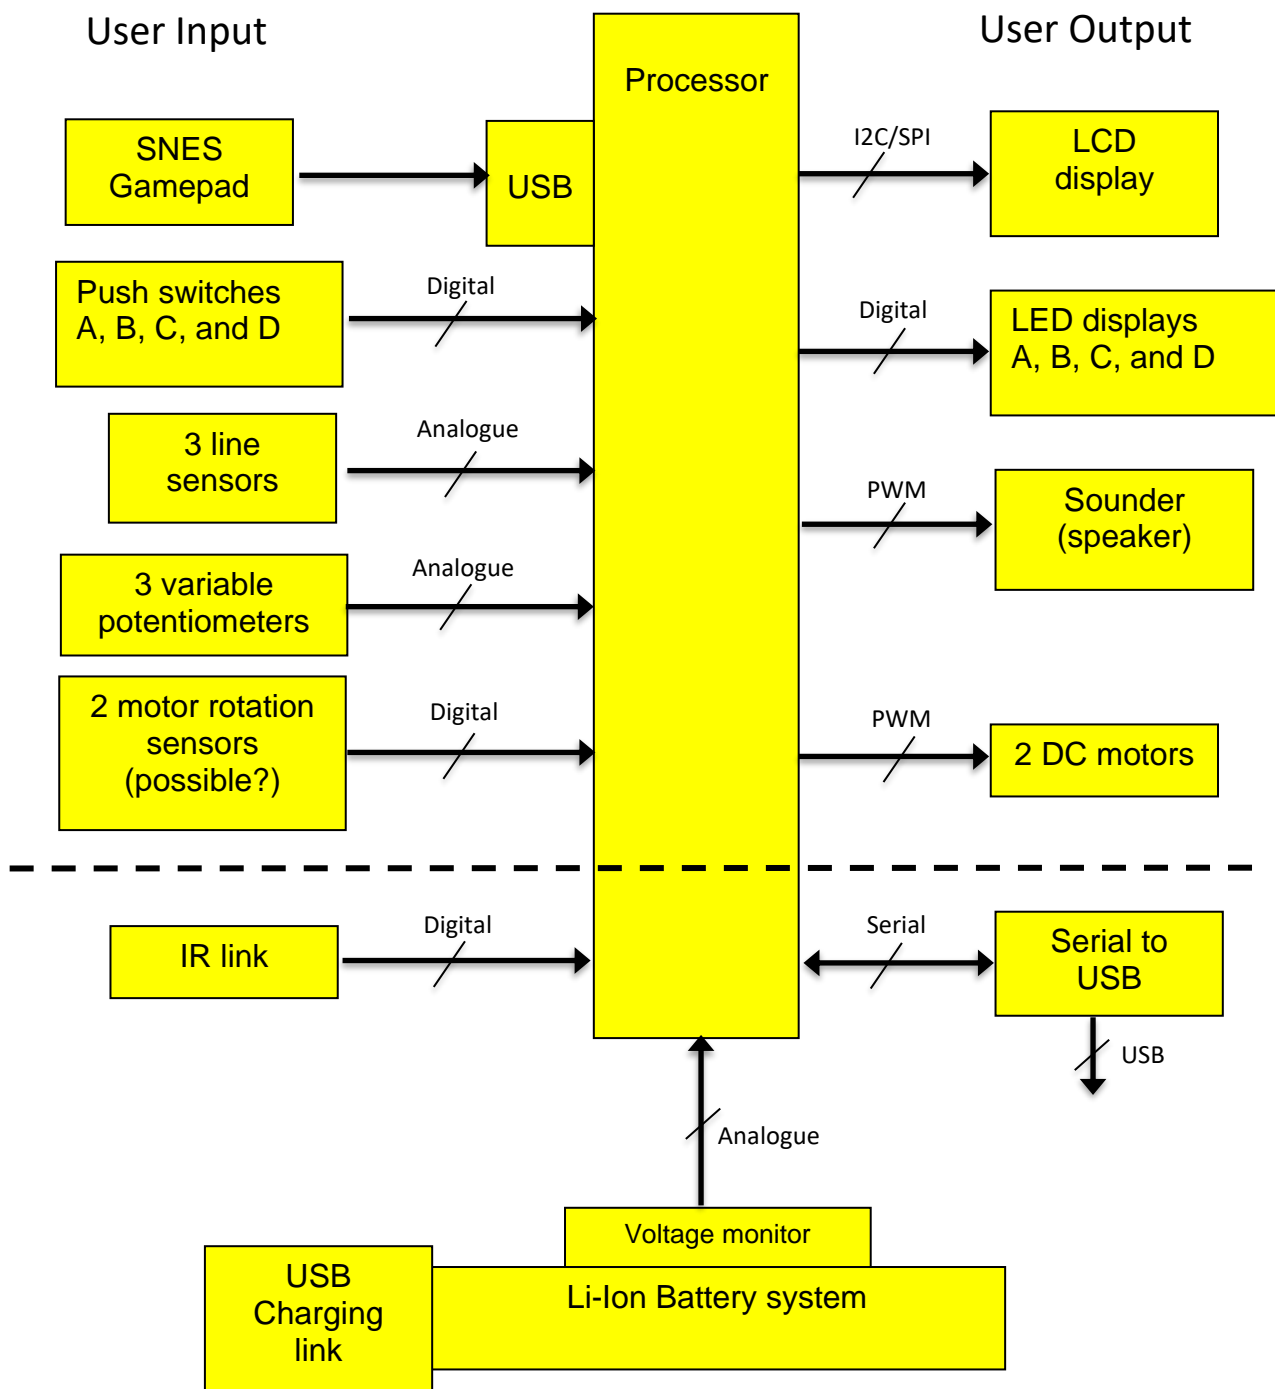 User Input
User Output
Processor
SNES
Gamepad
USB
I2C/SPI
LCD
display
Push switches
A, B, C, and D
Digital
Digital
LED displays
A, B, C, and D
3 line
sensors
Analogue
PWM
Sounder
(speaker)
3 variable
potentiometers
Analogue
2 motor rotation
sensors
(possible?)
Digital
PWM
2 DC motors
IR link
Digital
Serial
Serial to
USB
USB
Analogue
Voltage monitor
USB
Charging
link
Li-Ion Battery system